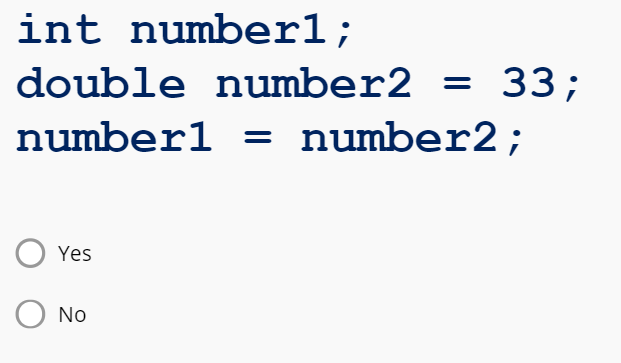 int number1;
double number2 = 33;
number1 = number2;
Yes
No